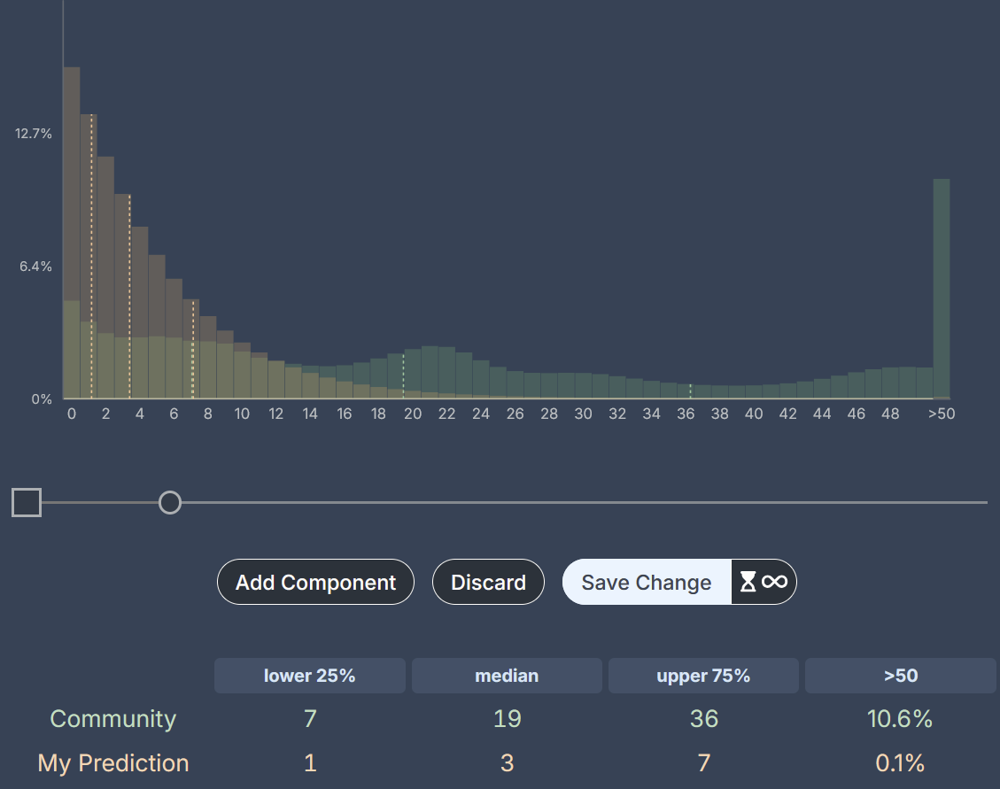 12.7%
6.4%
0%
0 2 4 6 8 10 12 14 16 18 20 22 24 26 28 30 32 34 36 38 40 42 44 46 48 >50
Add Component Discard Save Change
lower 25% median upper 75% >50
Community 7 19 36 10.6%
My Prediction 1 3 7 0.1%